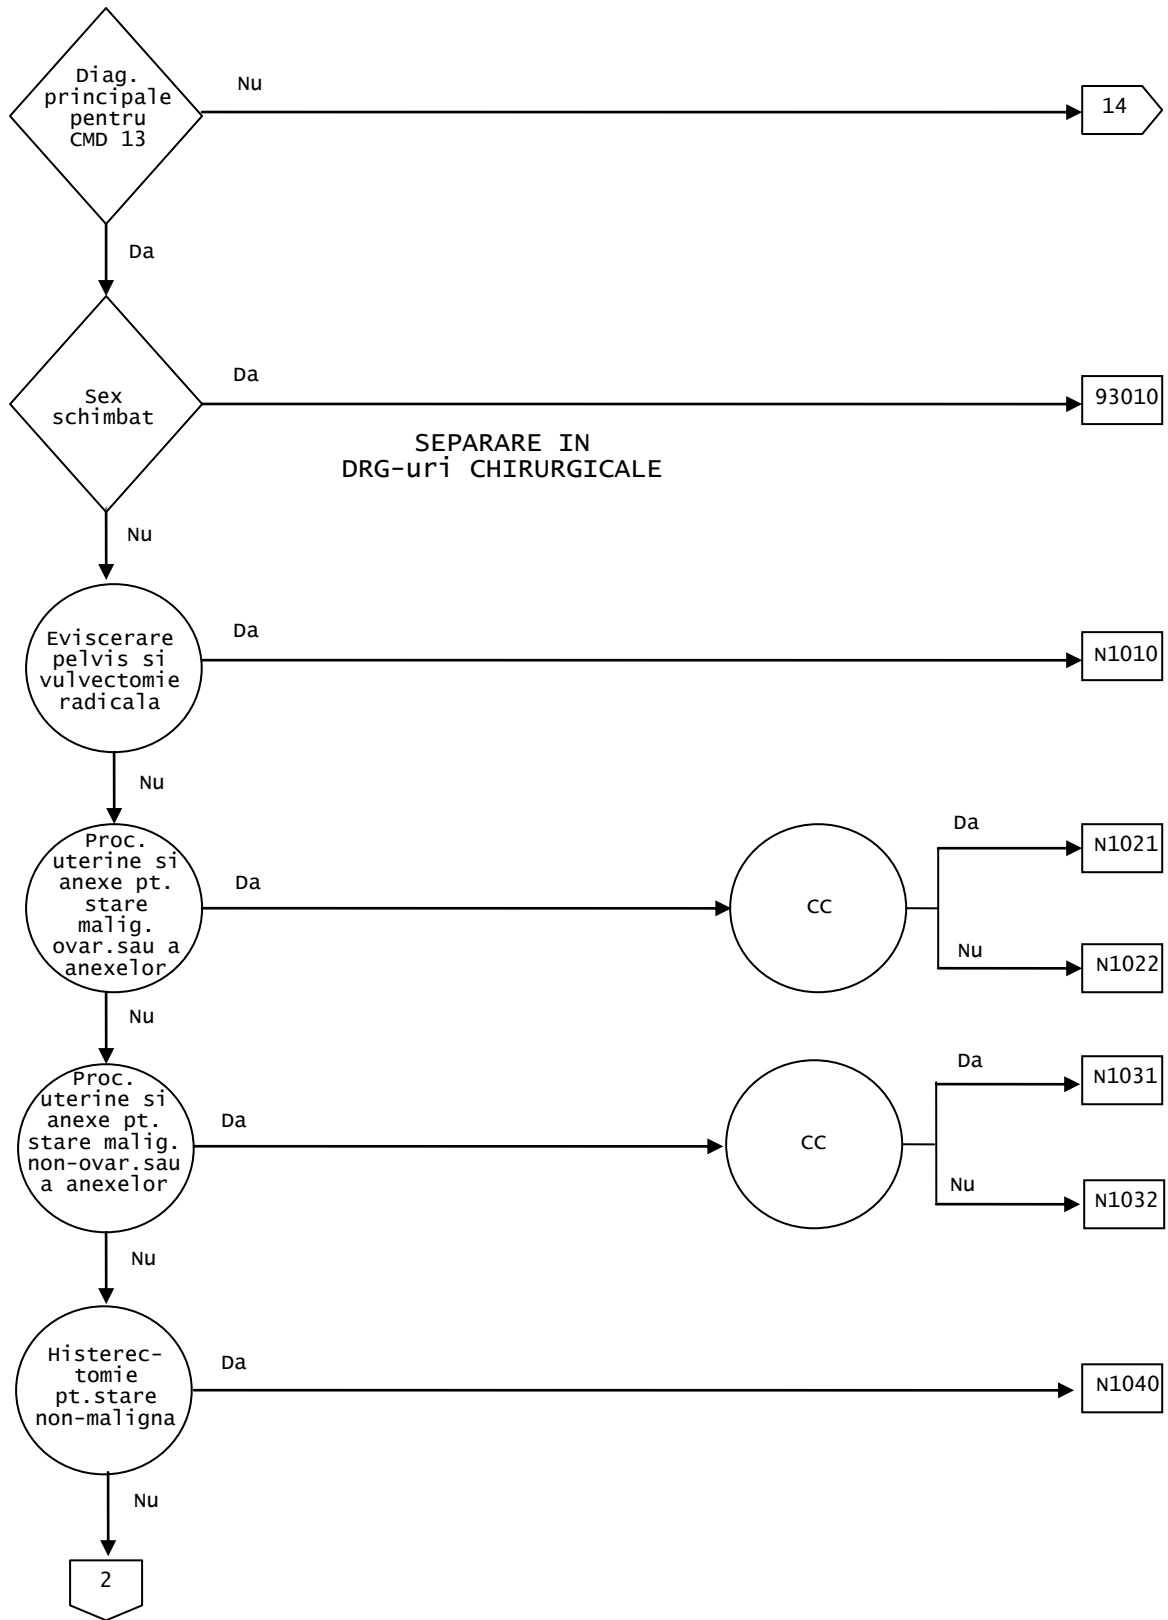 Diag.
principale
pentru
CMD 13
Nu
14
Da
Sex
schimbat
Da
93010
SEPARARE IN
DRG-uri CHIRURGICALE
Nu
Eviscerare
pelvis si
vulvectomie
radicala
Da
N1010
Nu
Proc.
uterine si
anexe pt.
stare
malig.
ovar.sau a
anexelor
Da
CC
Da
N1021
Nu
N1022
Nu
Proc.
uterine si
anexe pt.
stare malig.
non-ovar.sau
a anexelor
Da
CC
Da
N1031
Nu
N1032
Nu
Histerec-
tomie
pt.stare
non-maligna
Da
N1040
Nu
2